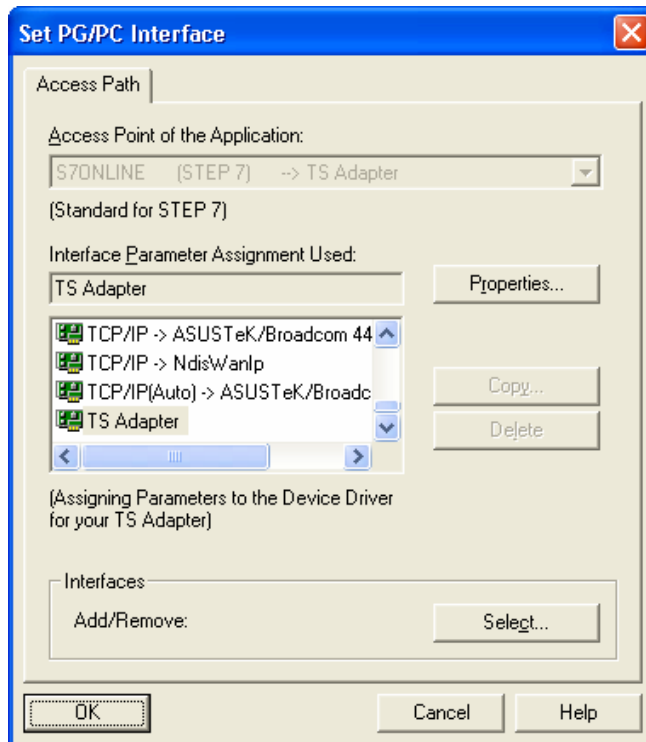 Set PG/PC Interface
Access Path
Access Point of the Application:
S7ONLINE (STEP 7) --> TS Adapter
(Standard for STEP 7)
Interface Parameter Assignment Used:
TS Adapter
Properties...
TCP/IP -> ASUSTeK/Broadcom 44
TCP/IP -> NdisWanIp
TCP/IP(Auto) -> ASUSTeK/Broadc
TS Adapter
Copy...
Delete
(Assigning Parameters to the Device Driver
for your TS Adapter)
Interfaces
Add/Remove:
Select...
OK
Cancel
Help